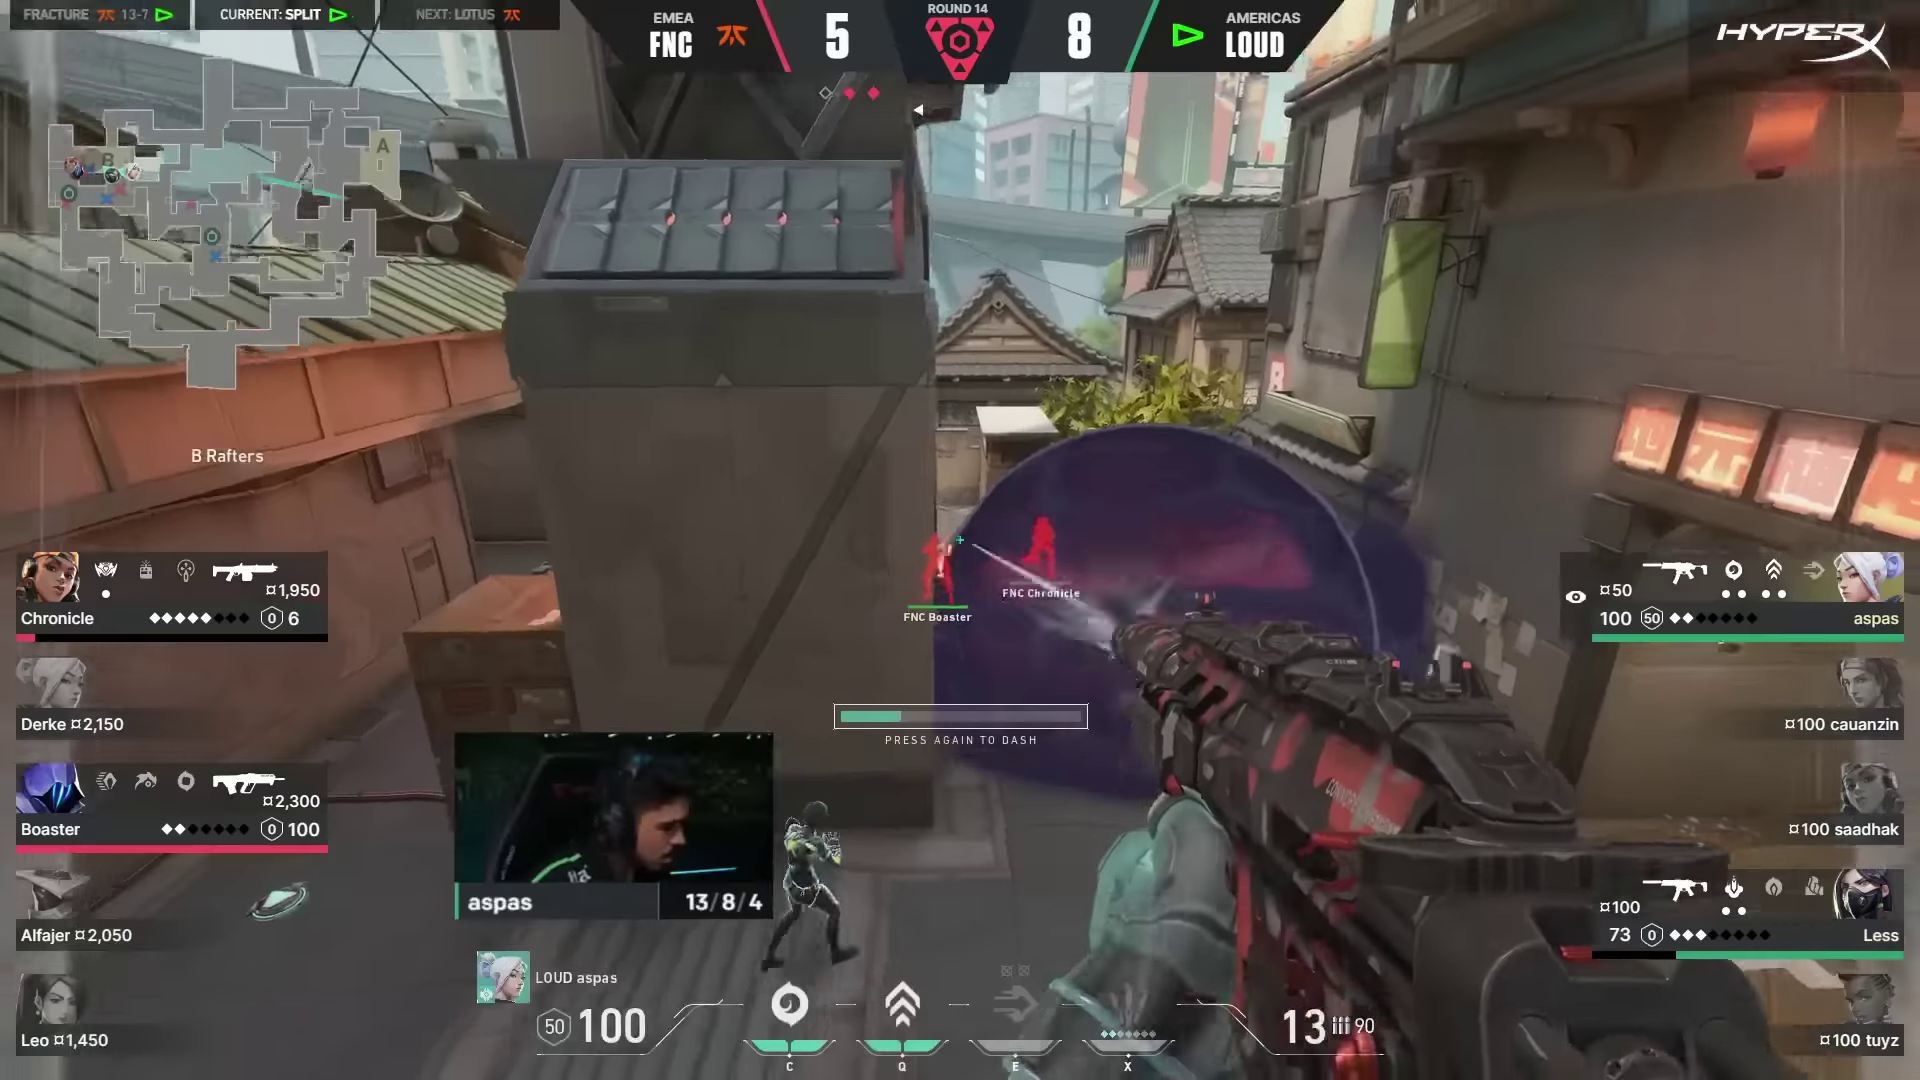 FRACTURE 13-7
CURRENT: SPLIT
NEXT: LOTUS
EMEA
FNC
5
ROUND 14
8
AMERICAS
LOUD
HYPERX
A
B
B Rafters
FNC Boaster
FNC Chronicle
PRESS AGAIN TO DASH
¤1,950
Chronicle 0 6
Derke ¤2,150
¤2,300
Boaster 0 100
Alfajer ¤2,050
Leo ¤1,450
¤50
100 50 aspas
¤100 cauanzin
¤100 saadhak
¤100
73 0 Less
¤100 tuyz
aspas 13/8/4
LOUD aspas
50 100
13 90
C Q E X